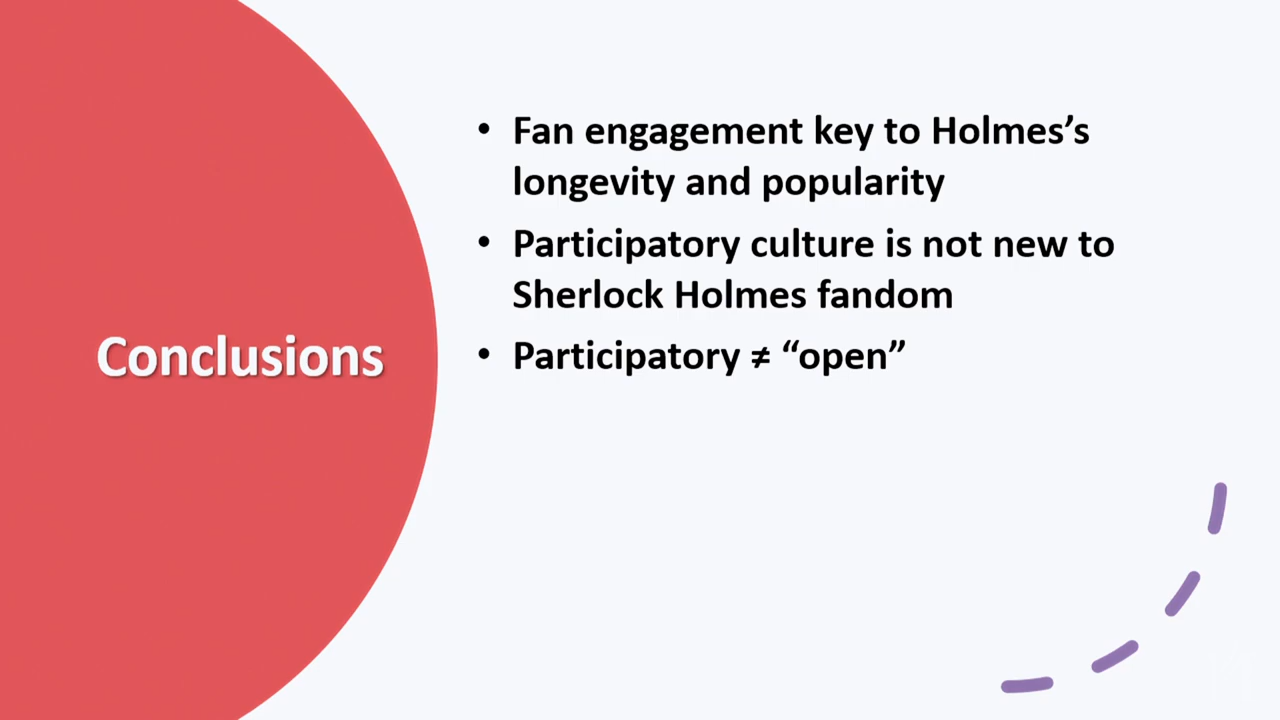 Conclusions
• Fan engagement key to Holmes’s
longevity and popularity
• Participatory culture is not new to
Sherlock Holmes fandom
• Participatory ≠ “open”